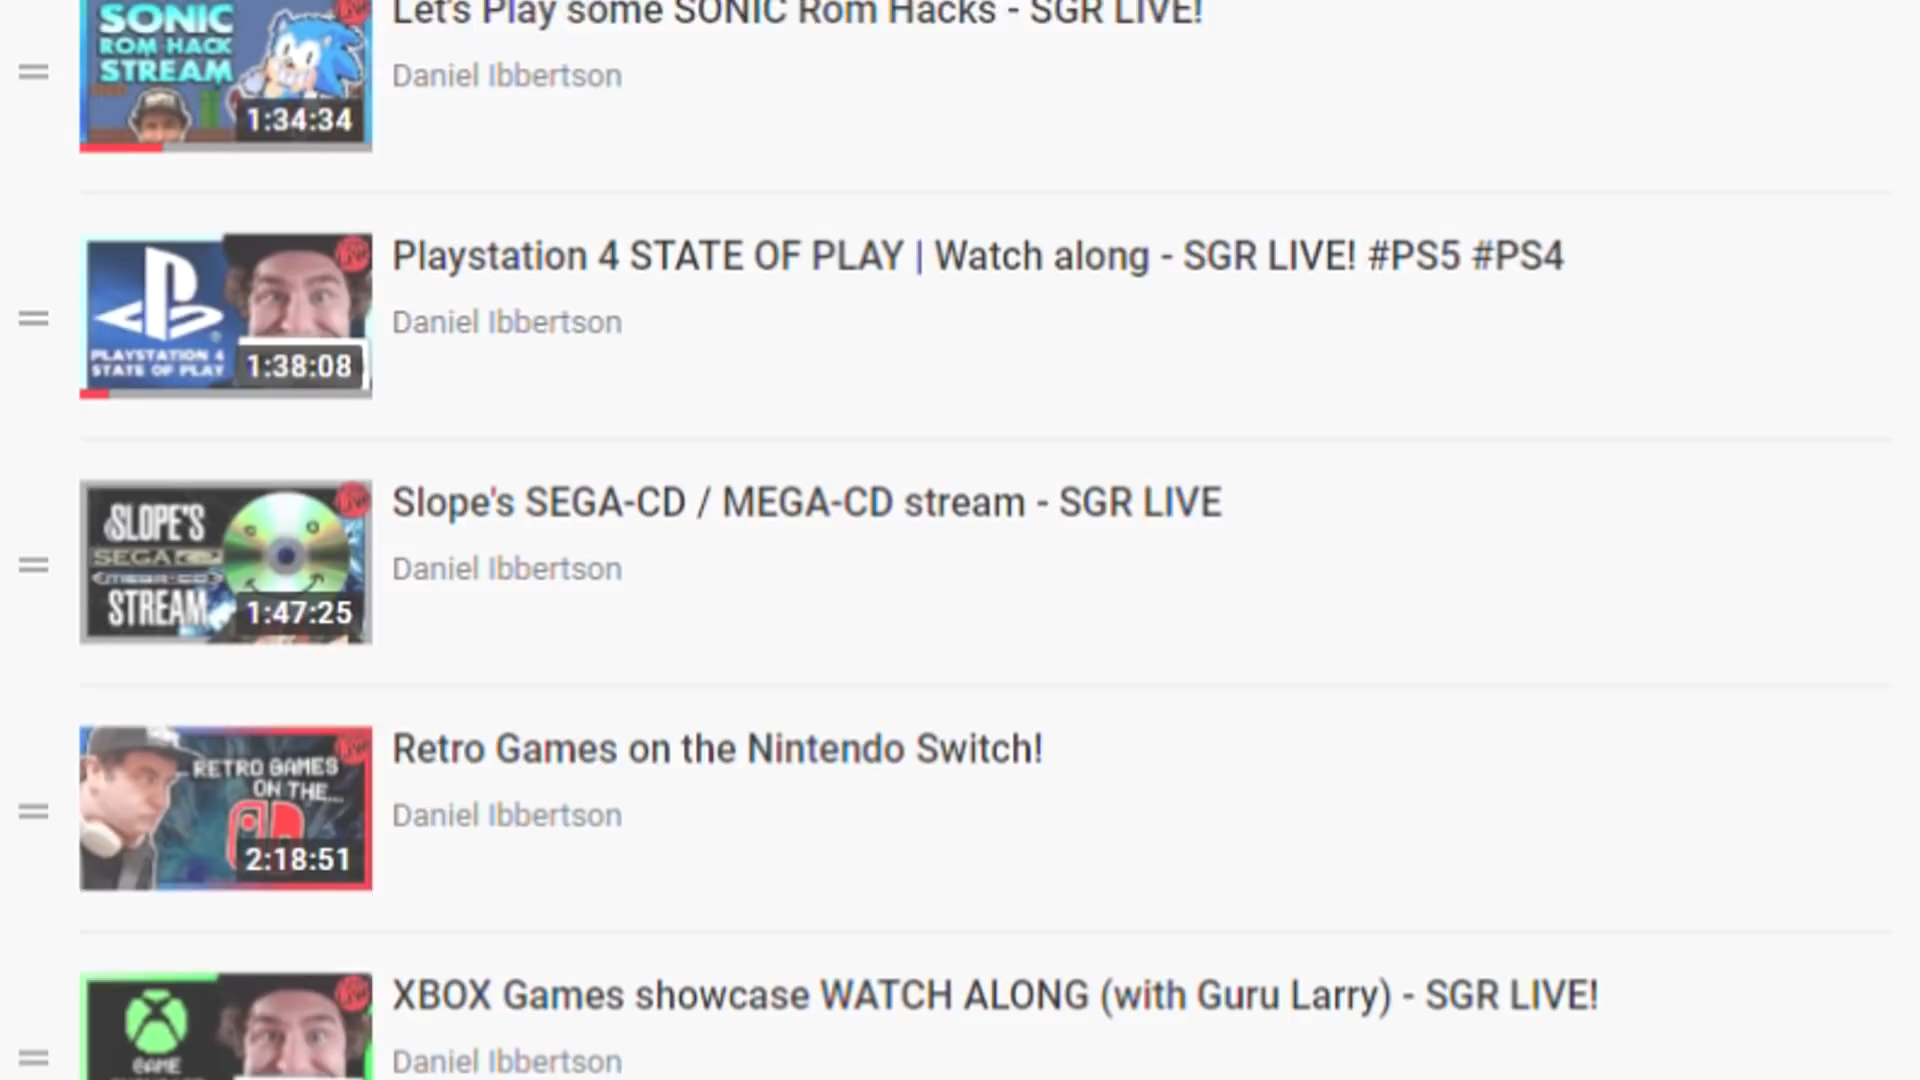 Let's Play some SONIC Rom Hacks - SGR LIVE!
Daniel Ibbertson
SONIC
ROM HACK
STREAM
1:34:34
Playstation 4 STATE OF PLAY | Watch along - SGR LIVE! #PS5 #PS4
Daniel Ibbertson
PLAYSTATION 4
STATE OF PLAY
1:38:08
Slope's SEGA-CD / MEGA-CD stream - SGR LIVE
Daniel Ibbertson
SLOPE'S
SEGA CD
MEGA-CD
STREAM
1:47:25
Retro Games on the Nintendo Switch!
Daniel Ibbertson
RETRO GAMES
ON THE...
2:18:51
XBOX Games showcase WATCH ALONG (with Guru Larry) - SGR LIVE!
Daniel Ibbertson
GAME